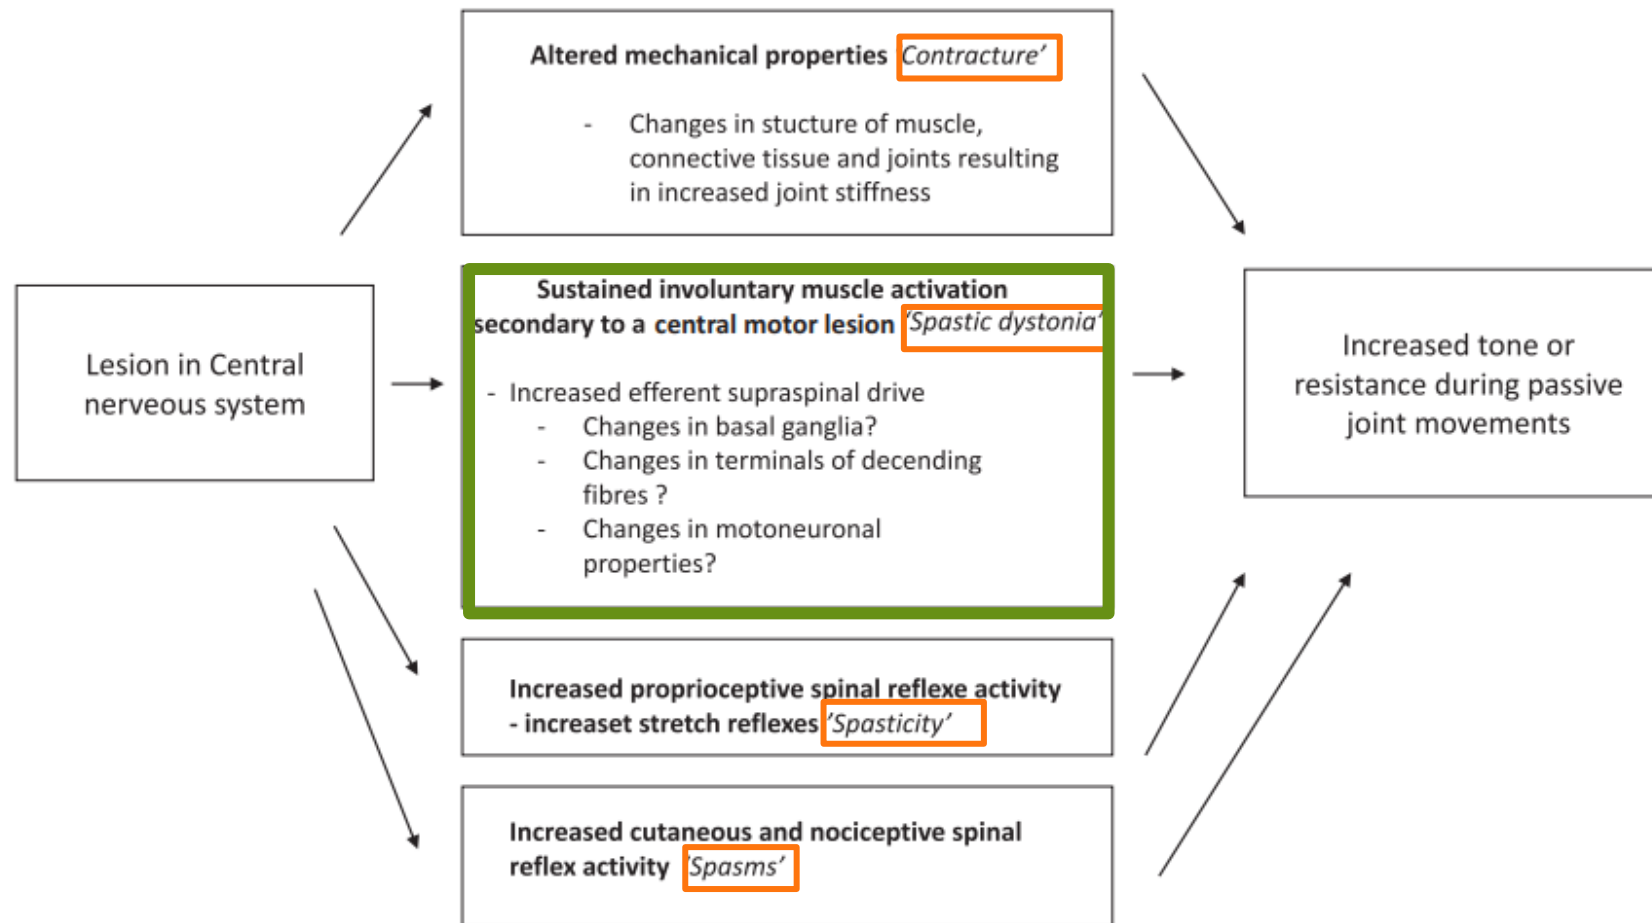 Altered mechanical properties 'Contracture'
- Changes in stucture of muscle,
connective tissue and joints resulting
in increased joint stiffness
Lesion in Central
nerveous system
Sustained involuntary muscle activation
secondary to a central motor lesion 'Spastic dystonia'
- Increased efferent supraspinal drive
- Changes in basal ganglia?
- Changes in terminals of decending
fibres ?
- Changes in motoneuronal
properties?
Increased tone or
resistance during passive
joint movements
Increased proprioceptive spinal reflexe activity
- increaset stretch reflexes 'Spasticity'
Increased cutaneous and nociceptive spinal
reflex activity 'Spasms'